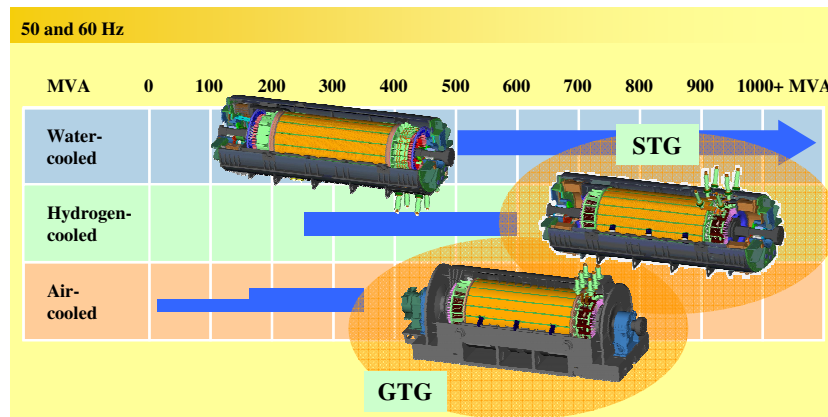 50 and 60 Hz
MVA 0 100 200 300 400 500 600 700 800 900 1000+ MVA
Water-
cooled
STG
Hydrogen-
cooled
Air-
cooled
GTG